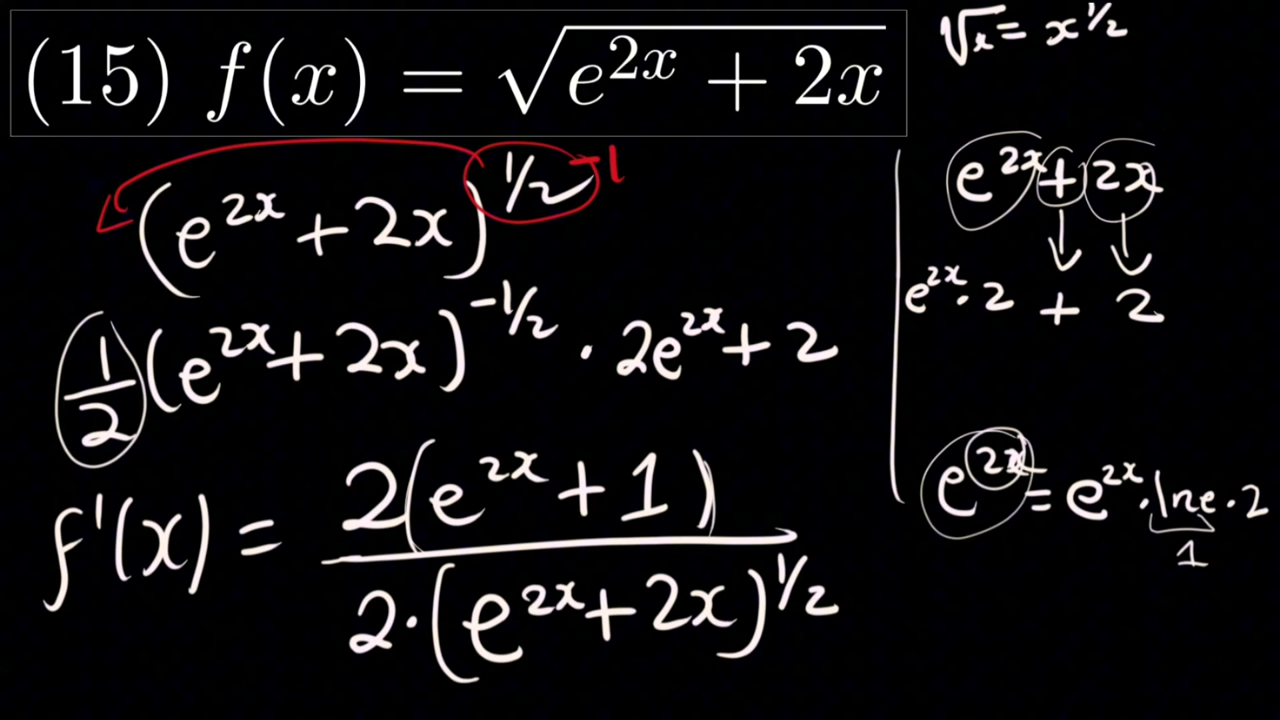 (15) f(x) = √(e^{2x} + 2x)
√x = x^{1/2}
(e^{2x} + 2x)^{1/2 -1}
1/2 (e^{2x} + 2x)^{-1/2} · 2e^{2x} + 2
f'(x) = 2(e^{2x} + 1) / 2·(e^{2x} + 2x)^{1/2}
e^{2x} + 2x
e^{2x}·2 + 2
e^{2x} = e^{2x}·lne·2
1